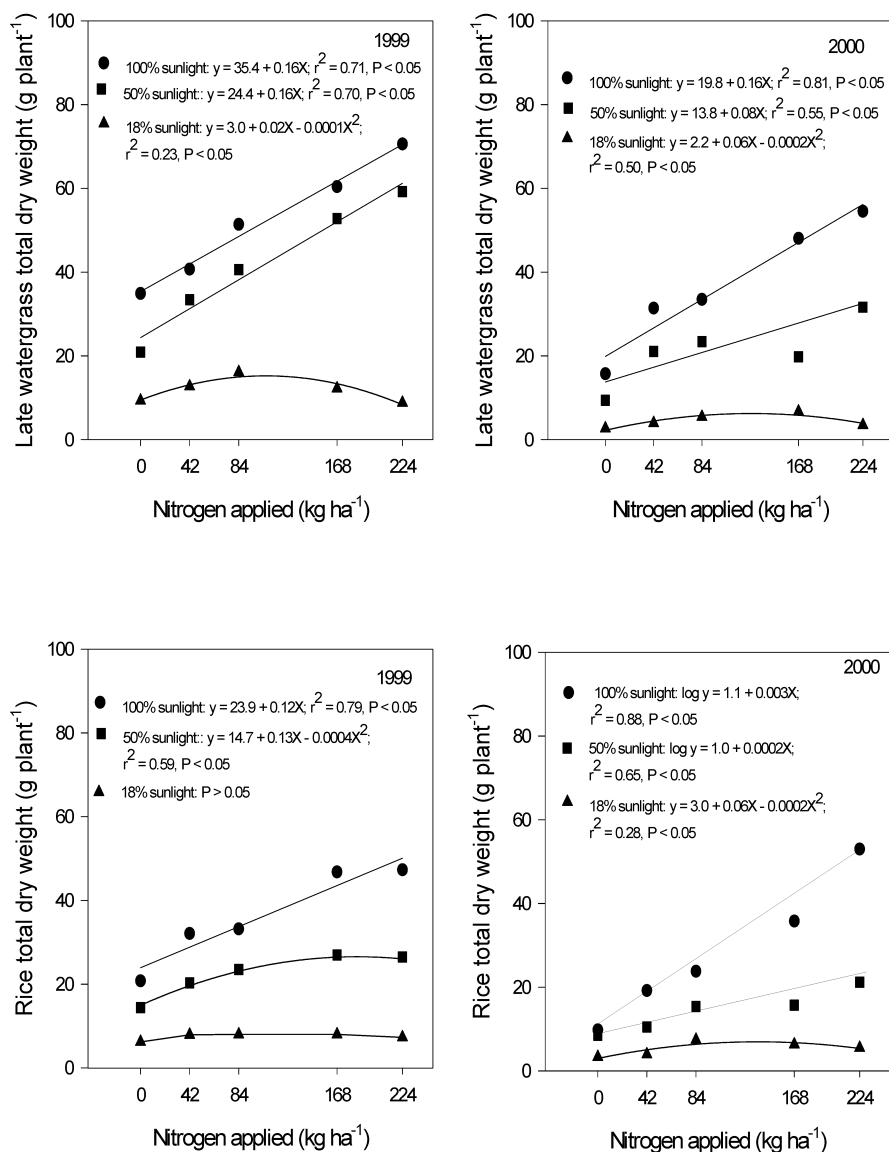 1999
100% sunlight: y = 35.4 + 0.16X; r² = 0.71, P < 0.05
50% sunlight:: y = 24.4 + 0.16X; r² = 0.70, P < 0.05
18% sunlight: y = 3.0 + 0.02X - 0.0001X²;
r² = 0.23, P < 0.05
Late watergrass total dry weight (g plant⁻¹)
100
80
60
40
20
0
0 42 84 168 224
Nitrogen applied (kg ha⁻¹)
2000
100% sunlight: y = 19.8 + 0.16X; r² = 0.81, P < 0.05
50% sunlight: y = 13.8 + 0.08X; r² = 0.55, P < 0.05
18% sunlight: y = 2.2 + 0.06X - 0.0002X²;
r² = 0.50, P < 0.05
Late watergrass total dry weight (g plant⁻¹)
100
80
60
40
20
0
0 42 84 168 224
Nitrogen applied (kg ha⁻¹)
1999
100% sunlight: y = 23.9 + 0.12X; r² = 0.79, P < 0.05
50% sunlight:: y = 14.7 + 0.13X - 0.0004X²;
r² = 0.59, P < 0.05
18% sunlight: P > 0.05
Rice total dry weight (g plant⁻¹)
100
80
60
40
20
0
0 42 84 168 224
Nitrogen applied (kg ha⁻¹)
2000
100% sunlight: log y = 1.1 + 0.003X;
r² = 0.88, P < 0.05
50% sunlight: log y = 1.0 + 0.0002X;
r² = 0.65, P < 0.05
18% sunlight: y = 3.0 + 0.06X - 0.0002X²;
r² = 0.28, P < 0.05
Rice total dry weight (g plant⁻¹)
100
80
60
40
20
0
0 42 84 168 224
Nitrogen applied (kg ha⁻¹)